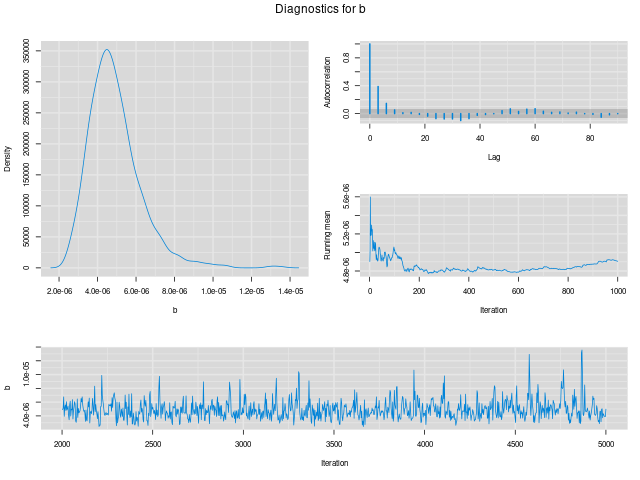 Diagnostics for b
Density
0
50000
100000
150000
200000
250000
300000
350000
2.0e-06
4.0e-06
6.0e-06
8.0e-06
1.0e-05
1.2e-05
1.4e-05
b
Autocorrelation
0.0
0.4
0.8
0
20
40
60
80
Lag
Running mean
4.8e-06
5.2e-06
5.6e-06
0
200
400
600
800
1000
Iteration
b
4.0e-06
1.0e-05
2000
2500
3000
3500
4000
4500
5000
Iteration